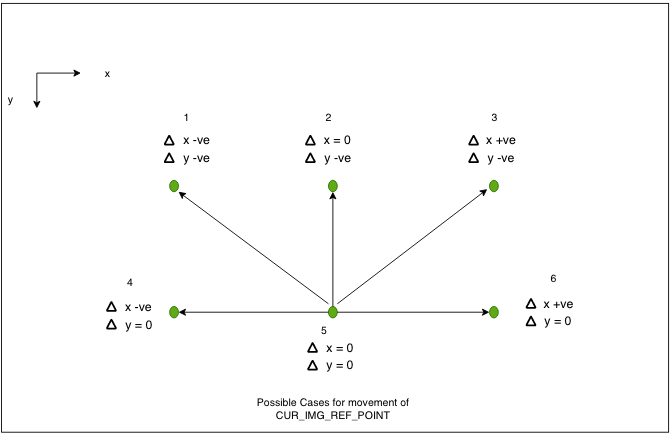 x
y
1
Δ x -ve
Δ y -ve
2
Δ x = 0
Δ y -ve
3
Δ x +ve
Δ y -ve
4
Δ x -ve
Δ y = 0
5
Δ x = 0
Δ y = 0
6
Δ x +ve
Δ y = 0
Possible Cases for movement of
CUR_IMG_REF_POINT